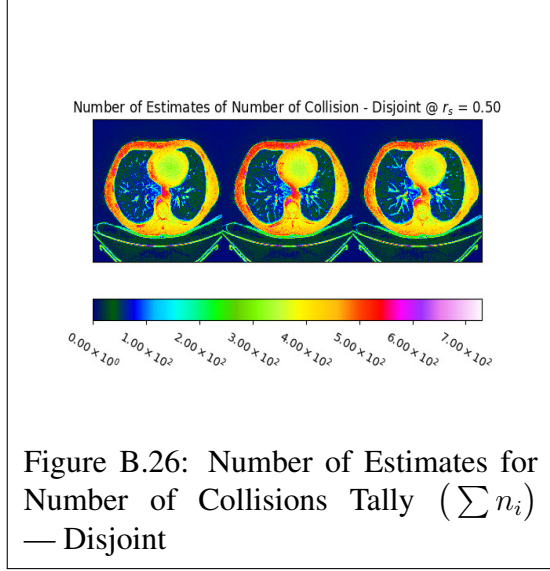 Number of Estimates of Number of Collision - Disjoint @ $r_s$ = 0.50
0.00 × 10⁰ 1.00 × 10² 2.00 × 10² 3.00 × 10² 4.00 × 10² 5.00 × 10² 6.00 × 10² 7.00 × 10²
Figure B.26: Number of Estimates for
Number of Collisions Tally (∑ nᵢ)
— Disjoint